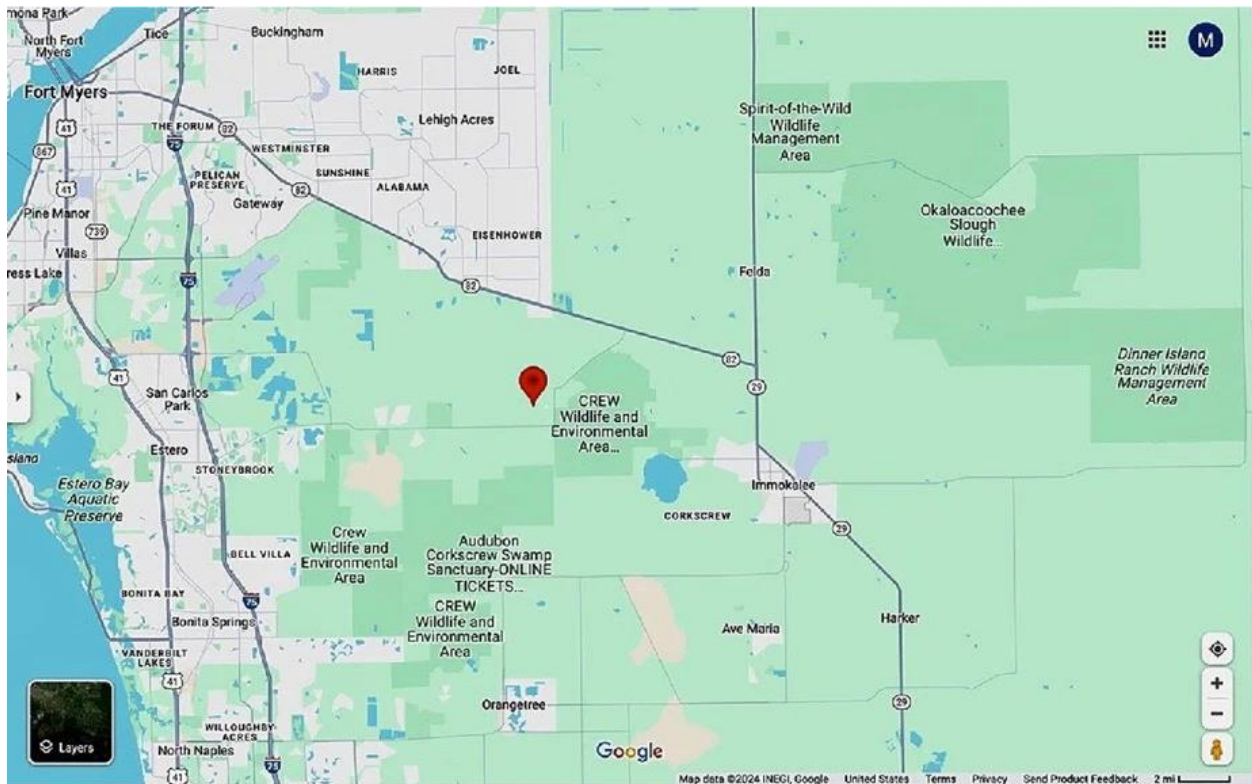 mona Park
North Fort
Myers
Tice
Buckingham
HARRIS
JOEL
M
Fort Myers
41
THE FORUM
82
75
Lehigh Acres
Spirit-of-the-Wild
Wildlife
Management
Area
867
WESTMINSTER
PELICAN
PRESERVE
SUNSHINE
ALABAMA
41
82
Gateway
Pine Manor
739
EISENHOWER
Okaloacoochee
Slough
Wildlife...
Villas
ress Lake
75
82
Felda
82
29
41
San Carlos
Park
CREW
Wildlife and
Environmental
Area...
Dinner Island
Ranch Wildlife
Management
Area
Estero
sland
STONEYBROOK
Estero Bay
Aquatic
Preserve
Immokalee
CORKSCREW
29
Crew
Wildlife and
Environmental
Area
Audubon
Corkscrew Swamp
Sanctuary-ONLINE
TICKETS...
BELL VILLA
BONITA BAY
75
CREW
Wildlife and
Environmental
Area
Bonita Springs
Ave Maria
Harker
VANDERBILT
LAKES
41
29
Orangetree
WILLOUGHBY
ACRES
Layers
North Naples
41
Google
Map data ©2024 INEGI, Google United States Terms Privacy Send Product Feedback 2 mi